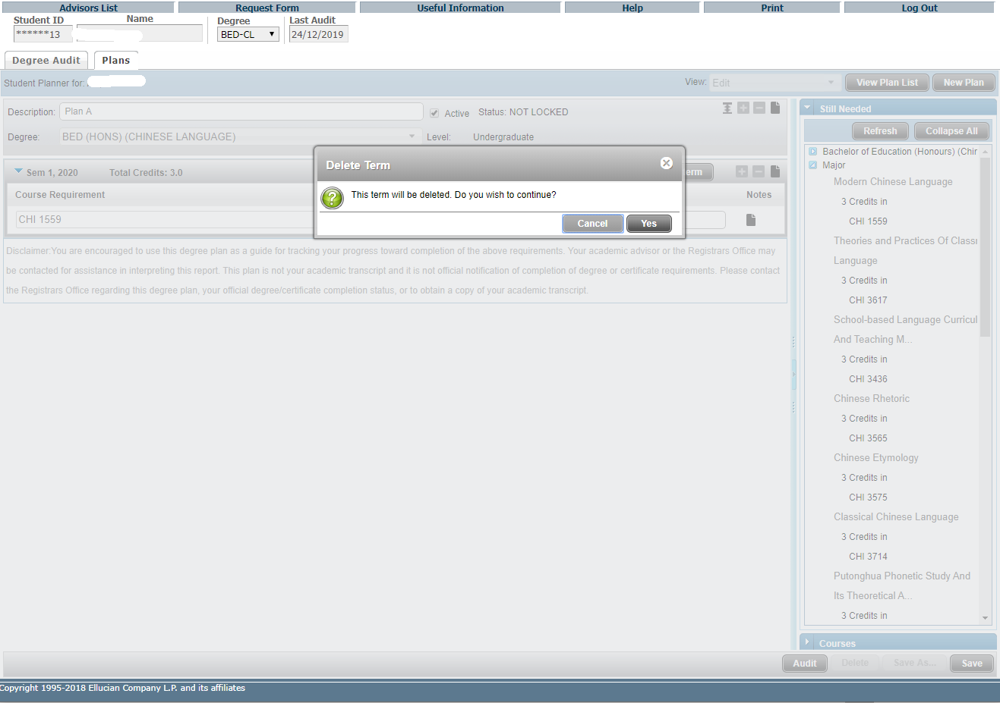 Advisors List Request Form Useful Information Help Print Log Out
Student ID Name Degree Last Audit
******13 BED-CL 24/12/2019
Degree Audit Plans
Student Planner for: View: Edit View Plan List New Plan
Description: Plan A Active Status: NOT LOCKED
Degree: BED (HONS) (CHINESE LANGUAGE) Level: Undergraduate
Delete Term
This term will be deleted. Do you wish to continue?
Cancel Yes
Sem 1, 2020 Total Credits: 3.0 erm
Course Requirement Notes
CHI 1559
Disclaimer:You are encouraged to use this degree plan as a guide for tracking your progress toward completion of the above requirements. Your academic advisor or the Registrars Office may
be contacted for assistance in interpreting this report. This plan is not your academic transcript and it is not official notification of completion of degree or certificate requirements. Please contact
the Registrars Office regarding this degree plan, your official degree/certificate completion status, or to obtain a copy of your academic transcript.
Still Needed
Refresh Collapse All
Bachelor of Education (Honours) (Chir
Major
Modern Chinese Language
3 Credits in
CHI 1559
Theories and Practices Of Classr
Language
3 Credits in
CHI 3617
School-based Language Curricul
And Teaching M...
3 Credits in
CHI 3436
Chinese Rhetoric
3 Credits in
CHI 3565
Chinese Etymology
3 Credits in
CHI 3575
Classical Chinese Language
3 Credits in
CHI 3714
Putonghua Phonetic Study And
Its Theoretical A...
3 Credits in
Courses
Audit Delete Save As... Save
Copyright 1995-2018 Ellucian Company L.P. and its affiliates